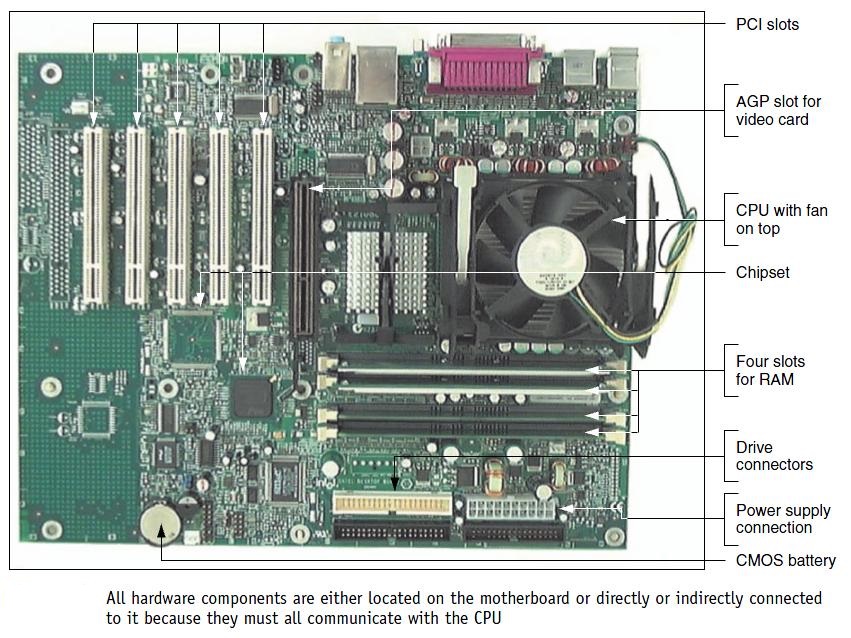 PCI slots
AGP slot for
video card
CPU with fan
on top
Chipset
Four slots
for RAM
Drive
connectors
Power supply
connection
CMOS battery
All hardware components are either located on the motherboard or directly or indirectly connected
to it because they must all communicate with the CPU